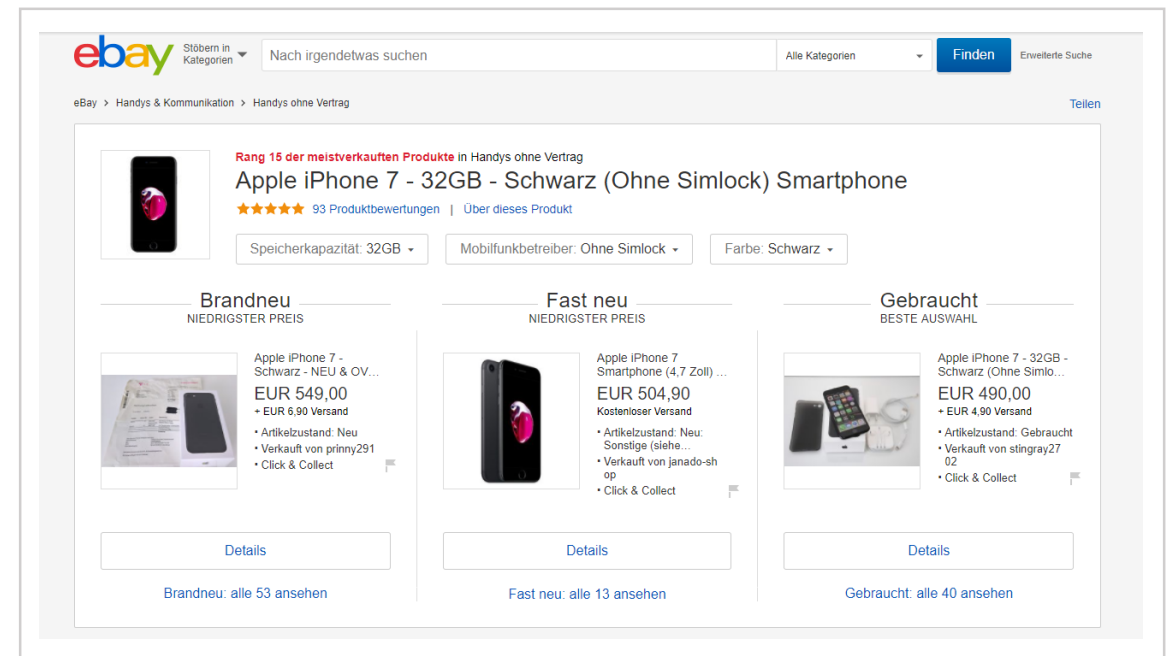 ebay
Stöbern in
Kategorien
Nach irgendetwas suchen
Alle Kategorien
Finden
Erweiterte Suche
eBay > Handys & Kommunikation > Handys ohne Vertrag
Teilen
Rang 15 der meistverkauften Produkte in Handys ohne Vertrag
Apple iPhone 7 - 32GB - Schwarz (Ohne Simlock) Smartphone
93 Produktbewertungen | Über dieses Produkt
Speicherkapazität: 32GB
Mobilfunkbetreiber: Ohne Simlock
Farbe: Schwarz
Brandneu
NIEDRIGSTER PREIS
Apple iPhone 7 -
Schwarz - NEU & OV...
EUR 549,00
+ EUR 6,90 Versand
• Artikelzustand: Neu
• Verkauft von prinny291
• Click & Collect
Details
Brandneu: alle 53 ansehen
Fast neu
NIEDRIGSTER PREIS
Apple iPhone 7
Smartphone (4,7 Zoll) ...
EUR 504,90
Kostenloser Versand
• Artikelzustand: Neu:
Sonstige (siehe...
• Verkauft von janado-sh
op
• Click & Collect
Details
Fast neu: alle 13 ansehen
Gebraucht
BESTE AUSWAHL
Apple iPhone 7 - 32GB -
Schwarz (Ohne Simlo...
EUR 490,00
+ EUR 4,90 Versand
• Artikelzustand: Gebraucht
• Verkauft von stingray27
02
• Click & Collect
Details
Gebraucht: alle 40 ansehen